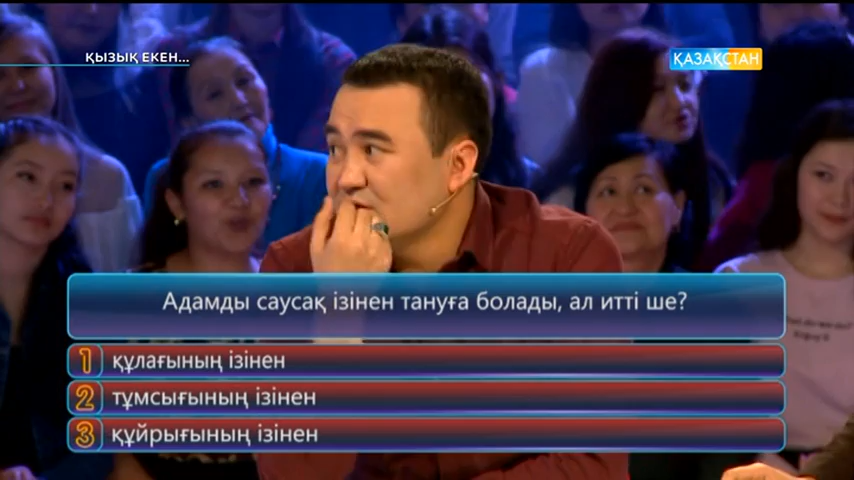 ҚЫЗЫҚ ЕКЕН...
ҚАЗАҚСТАН
Адамды саусақ ізінен тануға болады, ал итті ше?
1 құлағының ізінен
2 тұмсығының ізінен
3 құйрығының ізінен